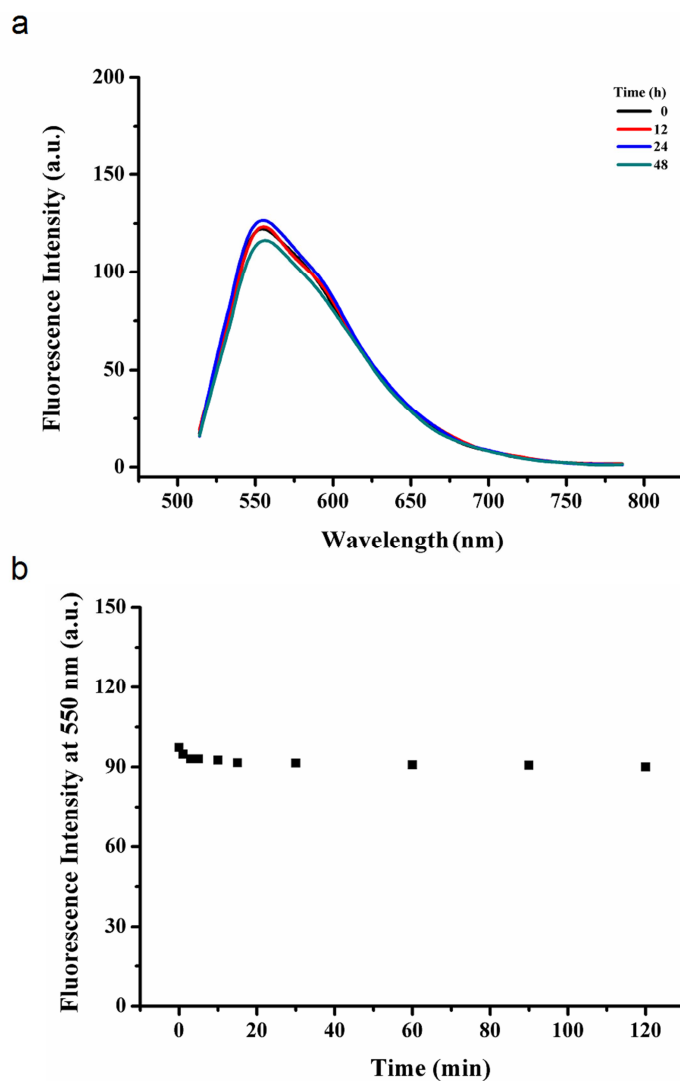 a
Fluorescence Intensity (a.u.)
200
150
100
50
0
Time (h)
0
12
24
48
500 550 600 650 700 750 800
Wavelength (nm)
b
Fluorescence Intensity at 550 nm (a.u.)
150
120
90
60
30
0
0 20 40 60 80 100 120
Time (min)